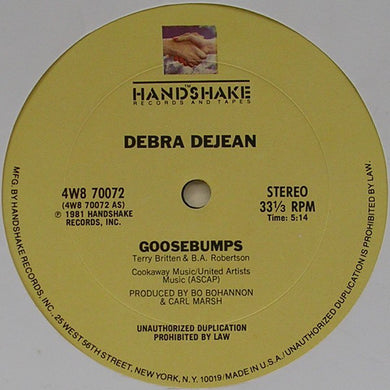 TM
HANDSHAKE
RECORDS AND TAPES
DEBRA DEJEAN
4W8 70072
(4W8 70072 AS)
℗ 1981 HANDSHAKE
RECORDS, INC.
STEREO
33⅓ RPM
Time: 5:14
GOOSEBUMPS
Terry Britten & B.A. Robertson
Cookaway Music/United Artists
Music (ASCAP)
PRODUCED BY BO BOHANNON
& CARL MARSH
UNAUTHORIZED DUPLICATION
PROHIBITED BY LAW
MFG. BY HANDSHAKE RECORDS, INC., 25 WEST 56TH STREET, NEW YORK, N.Y. 10019/MADE IN U.S.A./UNAUTHORIZED DUPLICATION IS PROHIBITED BY LAW.